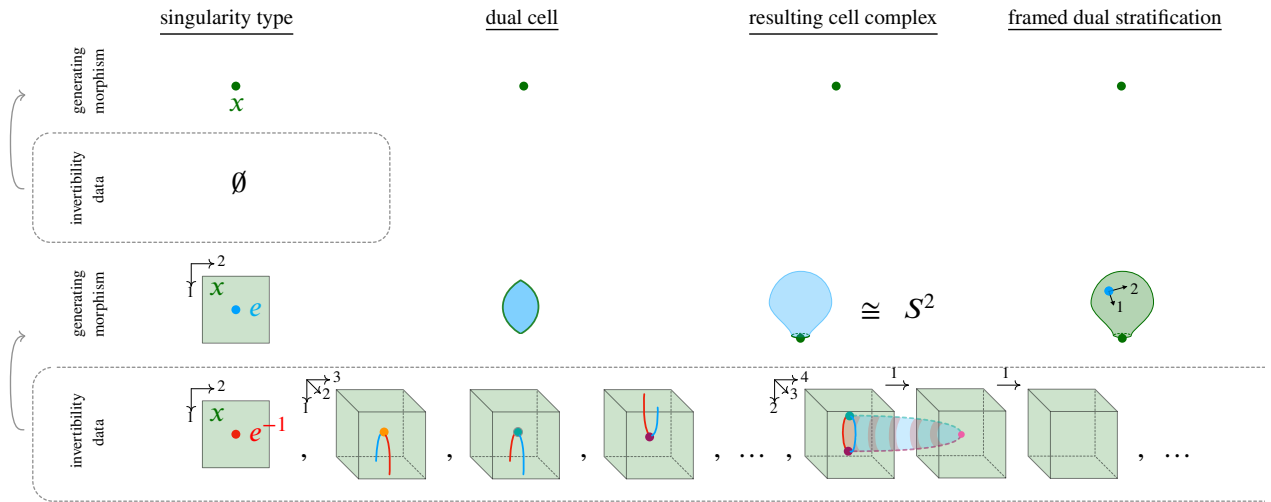 singularity type dual cell resulting cell complex framed dual stratification
generating
morphism
x
invertibility
data
∅
generating
morphism
2
1
x
e
≅ S²
2
1
invertibility
data
2
1
x
e⁻¹
,
3
2
1
,
,
, … ,
4
3
2
1
1
, …